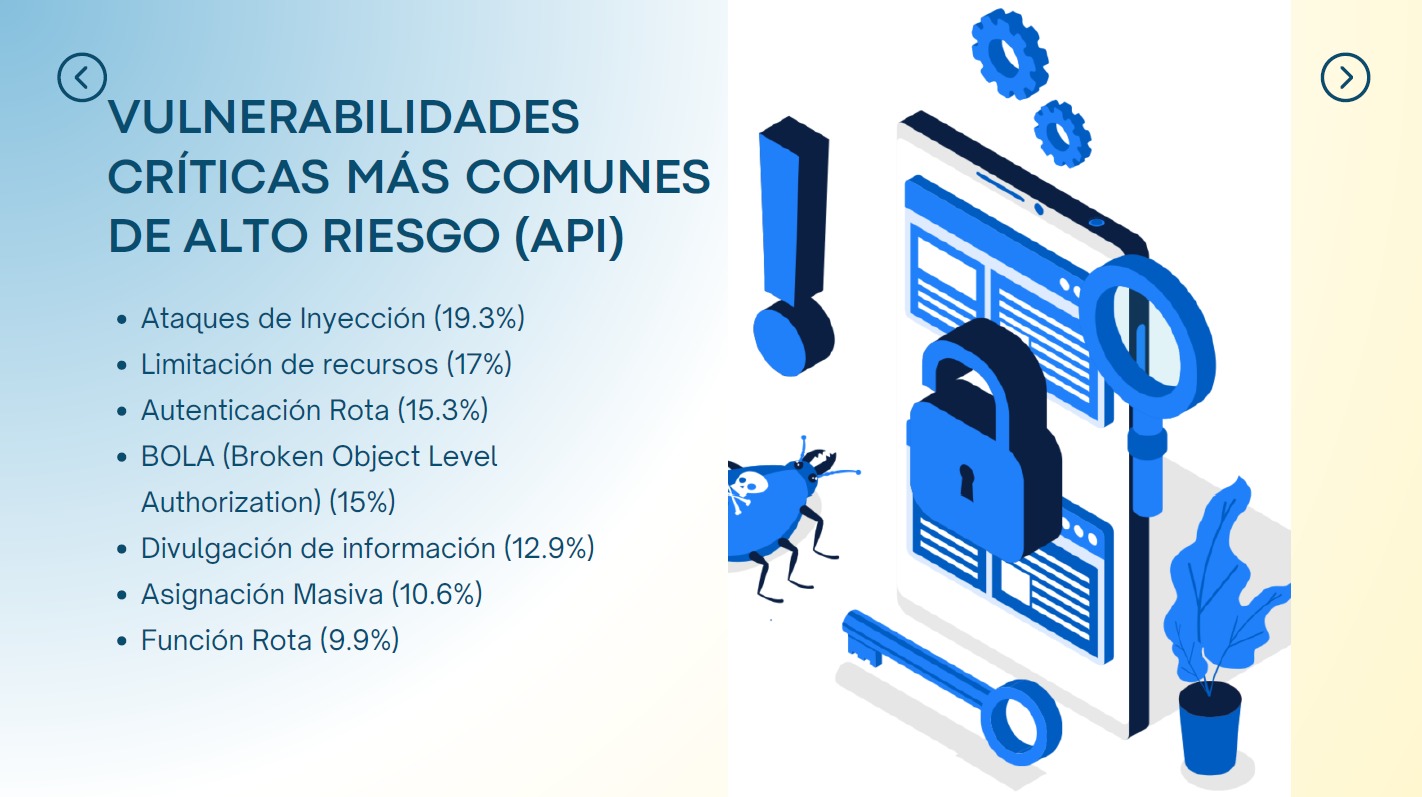 VULNERABILIDADES
CRÍTICAS MÁS COMUNES
DE ALTO RIESGO (API)
• Ataques de Inyección (19.3%)
• Limitación de recursos (17%)
• Autenticación Rota (15.3%)
• BOLA (Broken Object Level
Authorization) (15%)
• Divulgación de información (12.9%)
• Asignación Masiva (10.6%)
• Función Rota (9.9%)